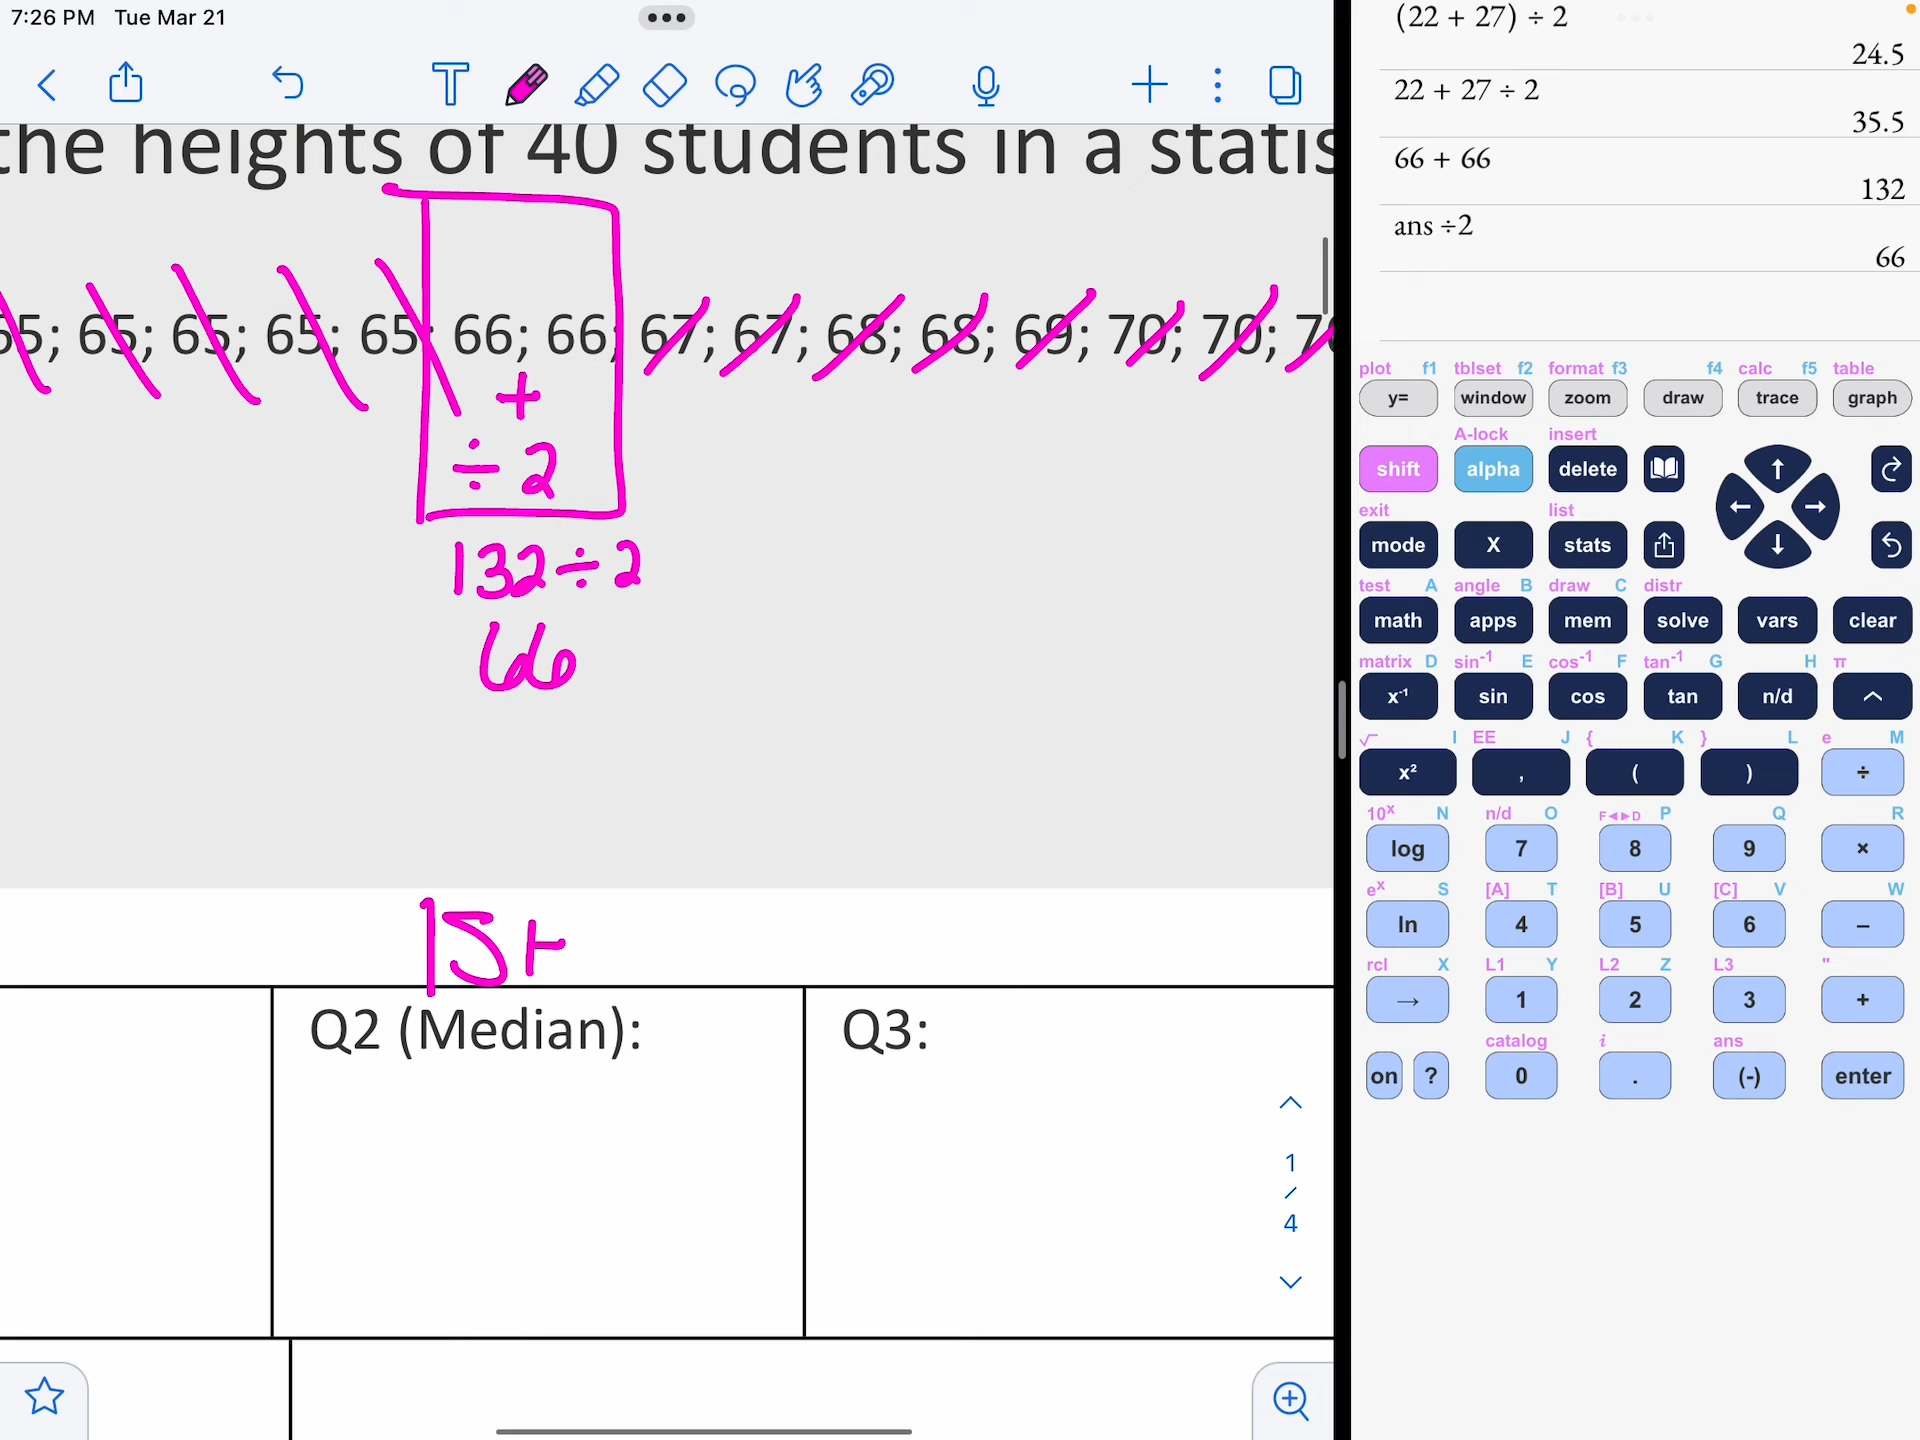 7:26 PM Tue Mar 21
the heights of 40 students in a statis
65; 65; 65; 65; 65; 66; 66; 67; 67; 68; 68; 69; 70; 70; 70
+
÷ 2
132 ÷ 2
66
1st
Q2 (Median):
Q3:
1
/
4
(22 + 27) ÷ 2
24.5
22 + 27 ÷ 2
35.5
66 + 66
132
ans ÷2
66
plot f1 tblset f2 format f3 f4 calc f5 table
y= window zoom draw trace graph
A-lock insert
shift alpha delete
exit list
mode X stats
test A angle B draw C distr
math apps mem solve vars clear
matrix D sin⁻¹ E cos⁻¹ F tan⁻¹ G H π
x⁻¹ sin cos tan n/d ^
√ I EE J { K } L e M
x² , ( ) ÷
10ˣ N n/d O F◄►D P Q R
log 7 8 9 ×
eˣ S [A] T [B] U [C] V W
ln 4 5 6 −
rcl X L1 Y L2 Z L3 "
→ 1 2 3 +
catalog i ans
on ? 0 . (-) enter